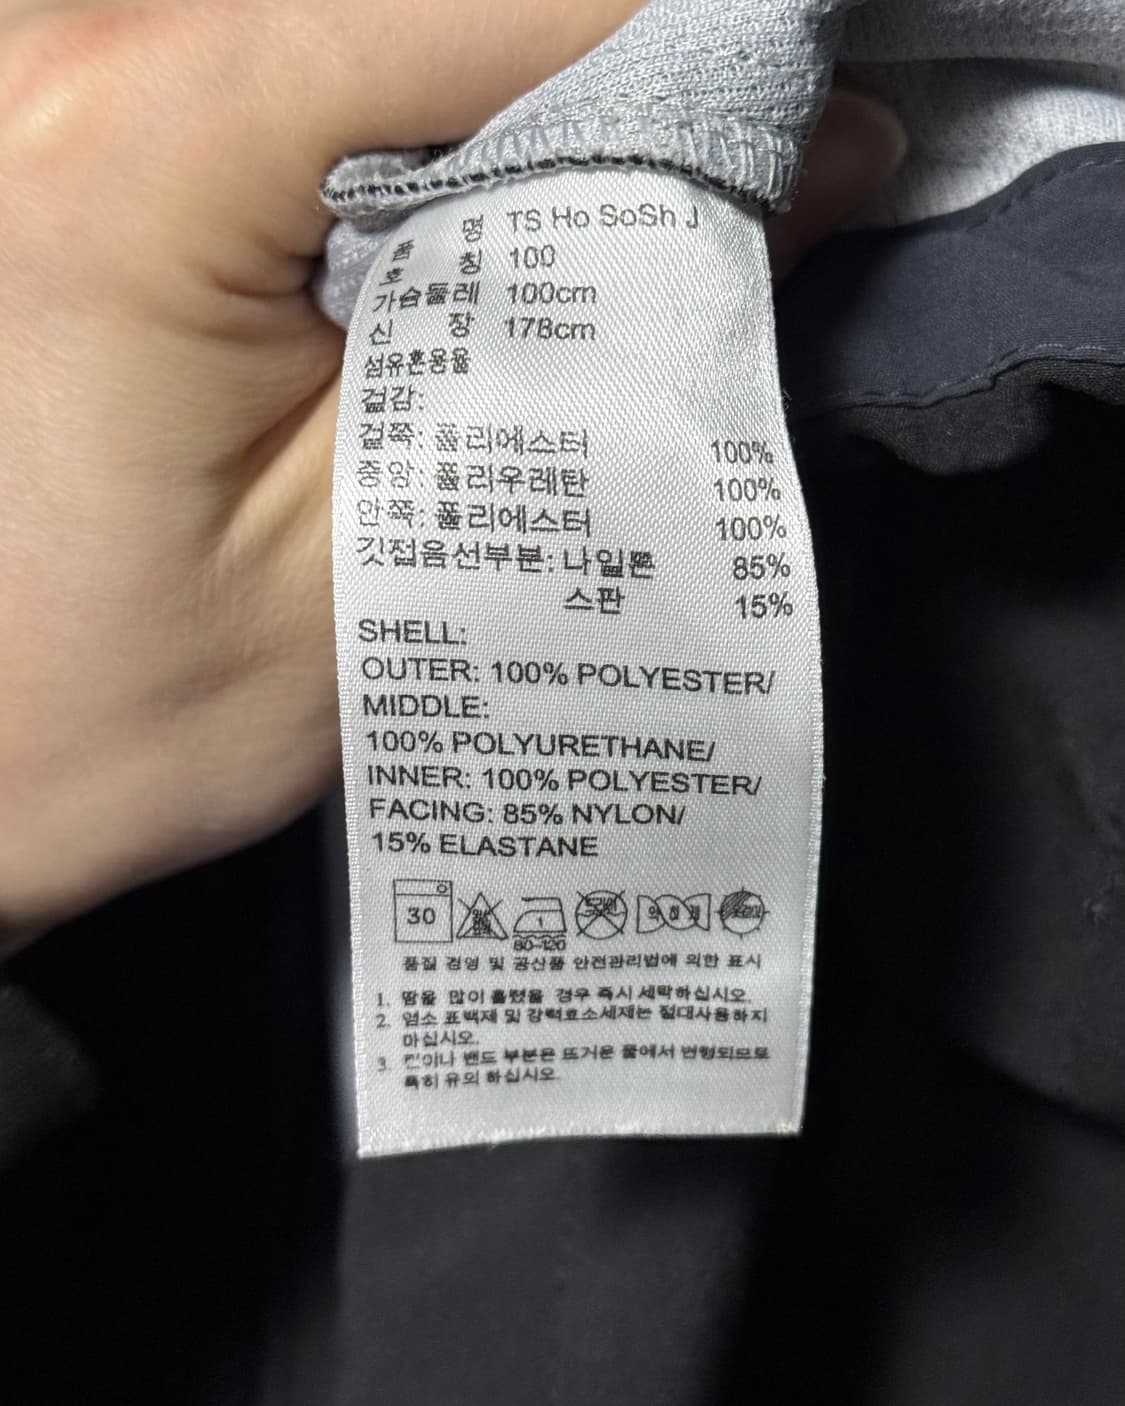 품 명 TS Ho SoSh J
호 칭 100
가슴둘레 100cm
신 장 178cm
섬유혼용율
겉감:
겉쪽: 폴리에스터 100%
중앙: 폴리우레탄 100%
안쪽: 폴리에스터 100%
깃접음선부분: 나일론 85%
스판 15%
SHELL:
OUTER: 100% POLYESTER/
MIDDLE:
100% POLYURETHANE/
INNER: 100% POLYESTER/
FACING: 85% NYLON/
15% ELASTANE
30 1 약하게
80-120
품질 경영 및 공산품 안전관리법에 의한 표시
1. 땀을 많이 흘렸을 경우 즉시 세탁하십시오.
2. 염소 표백제 및 강력효소세제는 절대사용하지
마십시오.
3. 힌이나 밴드 부분은 뜨거운 물에서 변형되므로
특히 유의 하십시오.